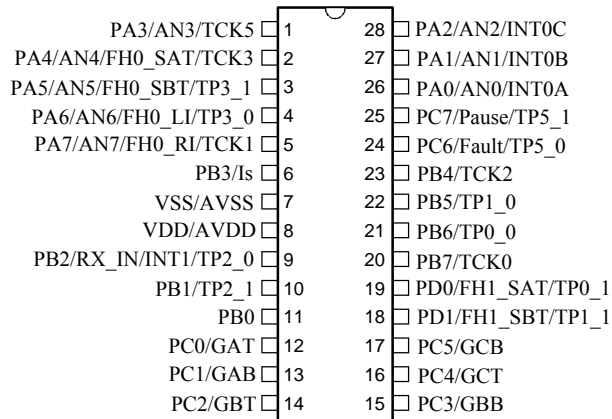 PA3/AN3/TCK5 1 28 PA2/AN2/INT0C
PA4/AN4/FH0_SAT/TCK3 2 27 PA1/AN1/INT0B
PA5/AN5/FH0_SBT/TP3_1 3 26 PA0/AN0/INT0A
PA6/AN6/FH0_LI/TP3_0 4 25 PC7/Pause/TP5_1
PA7/AN7/FH0_RI/TCK1 5 24 PC6/Fault/TP5_0
PB3/Is 6 23 PB4/TCK2
VSS/AVSS 7 22 PB5/TP1_0
VDD/AVDD 8 21 PB6/TP0_0
PB2/RX_IN/INT1/TP2_0 9 20 PB7/TCK0
PB1/TP2_1 10 19 PD0/FH1_SAT/TP0_1
PB0 11 18 PD1/FH1_SBT/TP1_1
PC0/GAT 12 17 PC5/GCB
PC1/GAB 13 16 PC4/GCT
PC2/GBT 14 15 PC3/GBB